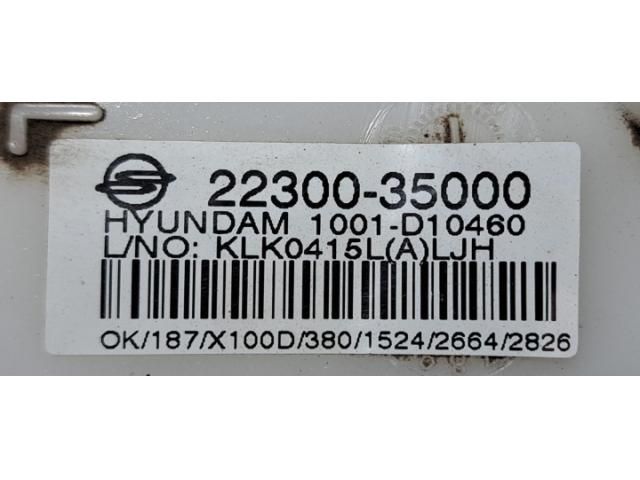 22300-35000
HYUNDAM 1001-D10460
L/NO: KLK0415L(A)LJH
OK/187/X100D/380/1524/2664/2826